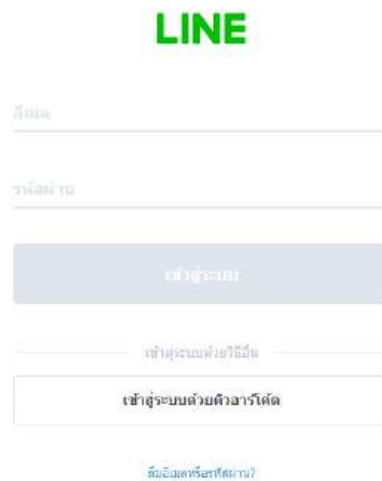 LINE
อีเมล
รหัสผ่าน
เข้าสู่ระบบ
เข้าสู่ระบบด้วยวิธีอื่น
เข้าสู่ระบบด้วยคิวอาร์โค้ด
ลืมอีเมลหรือรหัสผ่าน?